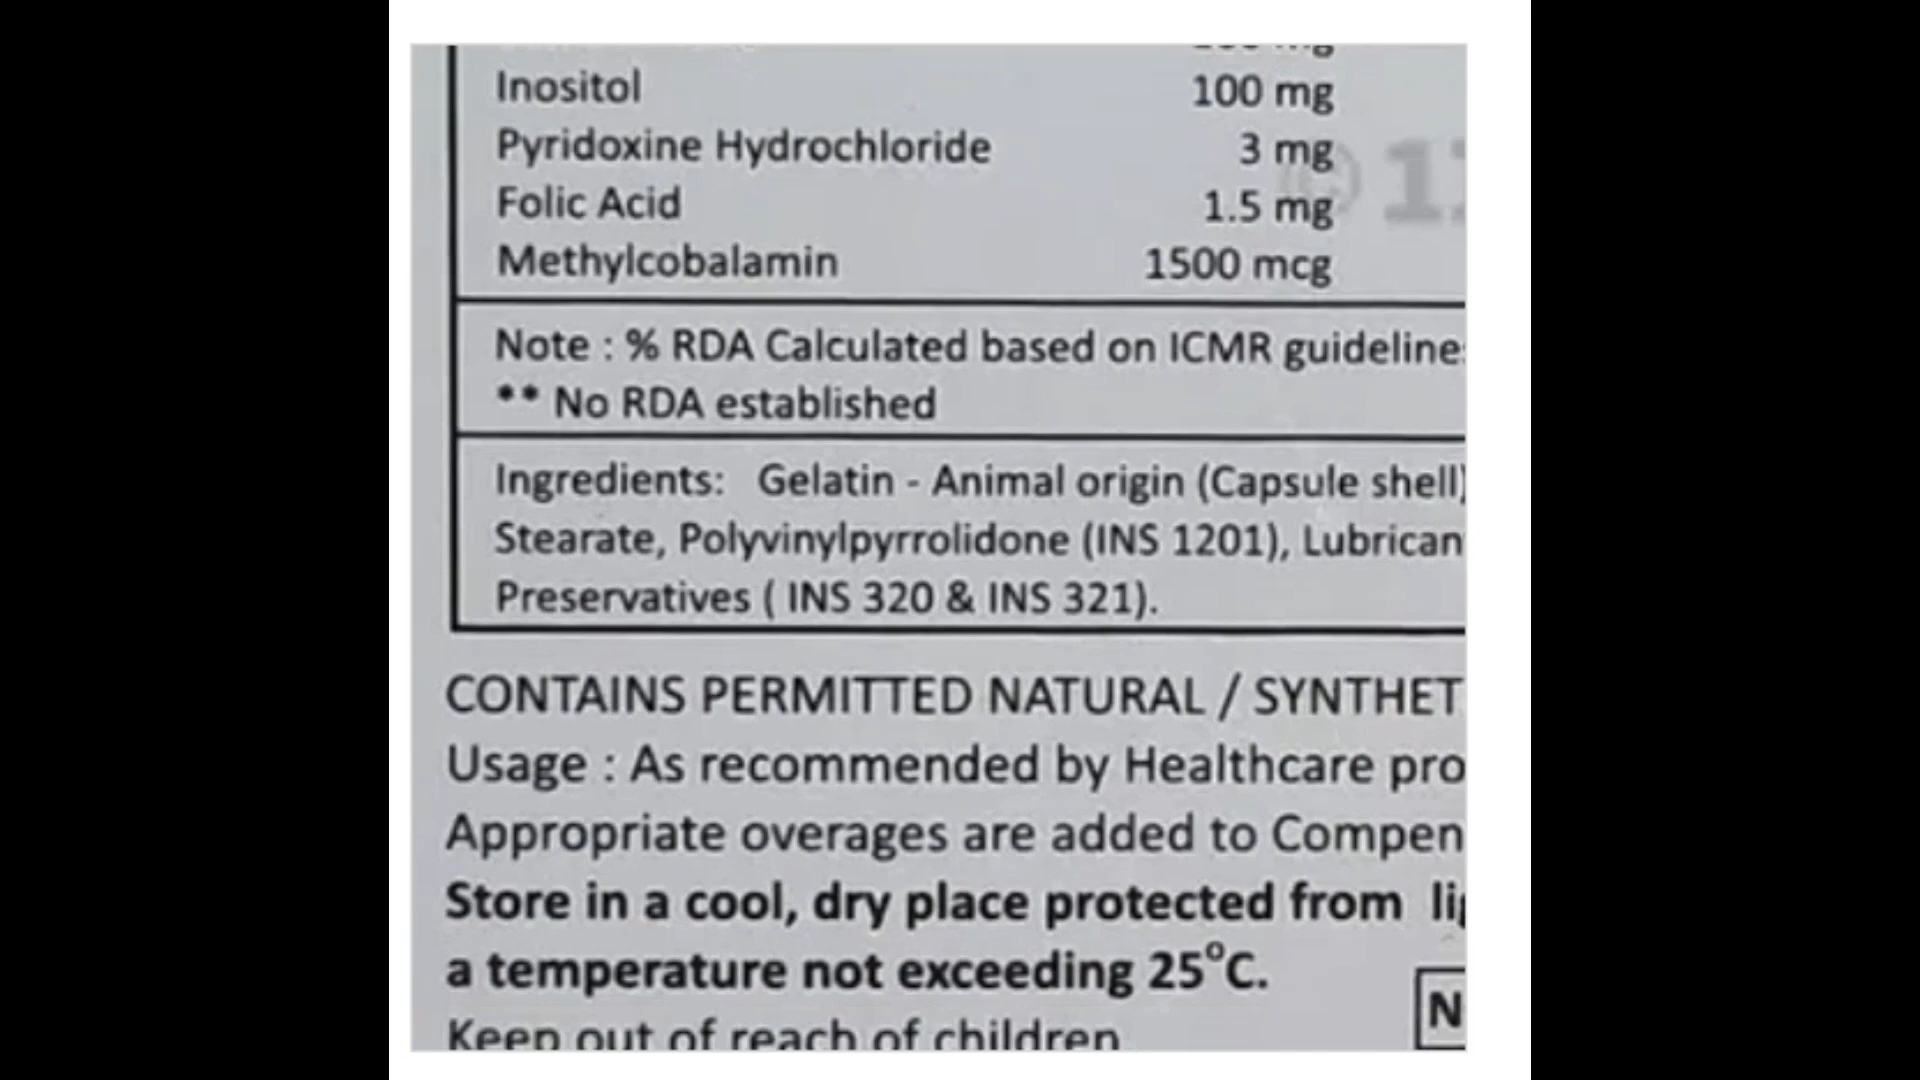 Inositol 100 mg
Pyridoxine Hydrochloride 3 mg
Folic Acid 1.5 mg
Methylcobalamin 1500 mcg
Note : % RDA Calculated based on ICMR guideline
** No RDA established
Ingredients: Gelatin - Animal origin (Capsule shell)
Stearate, Polyvinylpyrrolidone (INS 1201), Lubrican
Preservatives ( INS 320 & INS 321).
CONTAINS PERMITTED NATURAL / SYNTHET
Usage : As recommended by Healthcare pro
Appropriate overages are added to Compen
Store in a cool, dry place protected from
a temperature not exceeding 25°C.
Keep out of reach of children